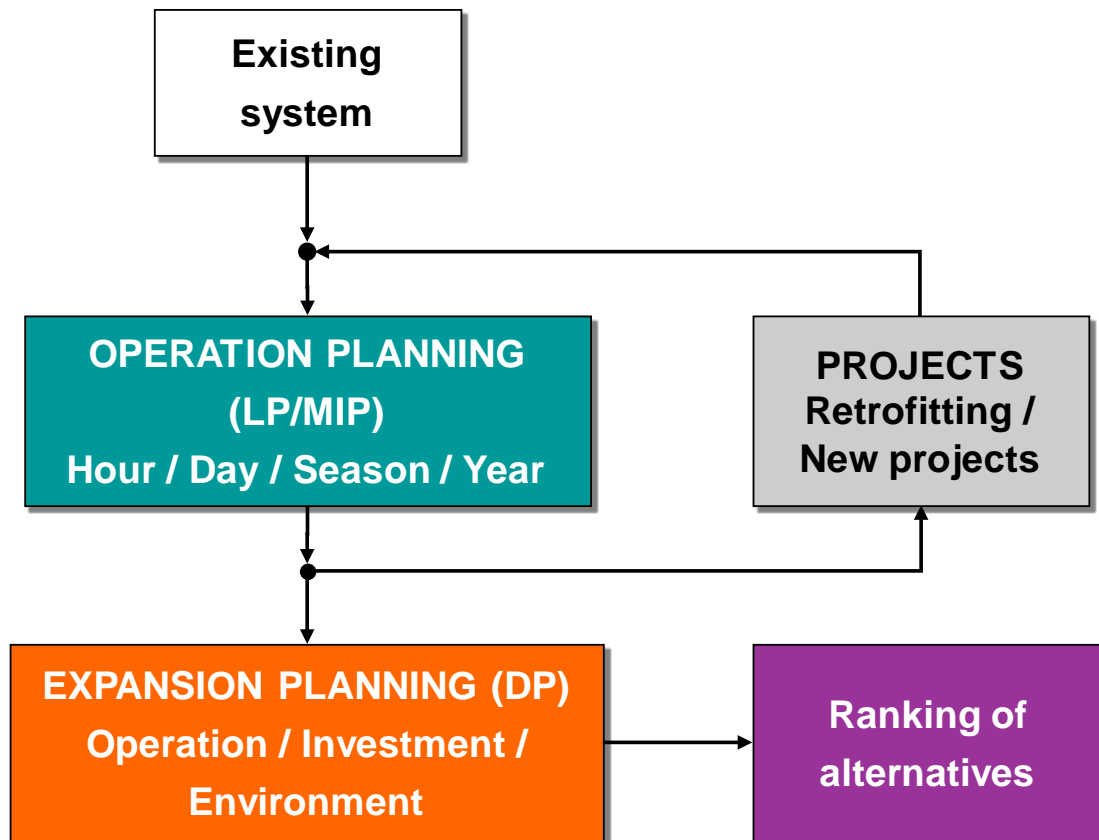 Existing
system
OPERATION PLANNING
(LP/MIP)
Hour / Day / Season / Year
PROJECTS
Retrofitting /
New projects
EXPANSION PLANNING (DP)
Operation / Investment /
Environment
Ranking of
alternatives